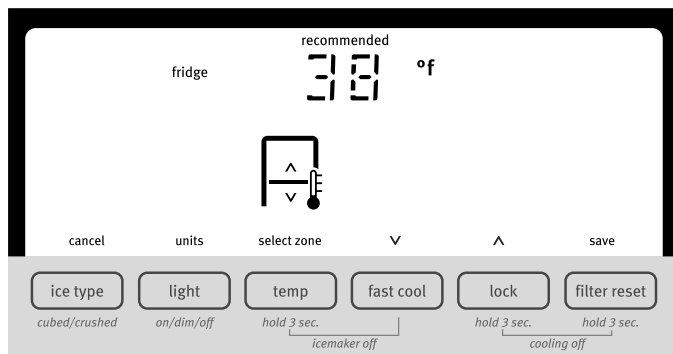 recommended
fridge 38 °f
cancel units select zone ∨ ∧ save
ice type light temp fast cool lock filter reset
cubed/crushed on/dim/off hold 3 sec. hold 3 sec. hold 3 sec.
icemaker off cooling off